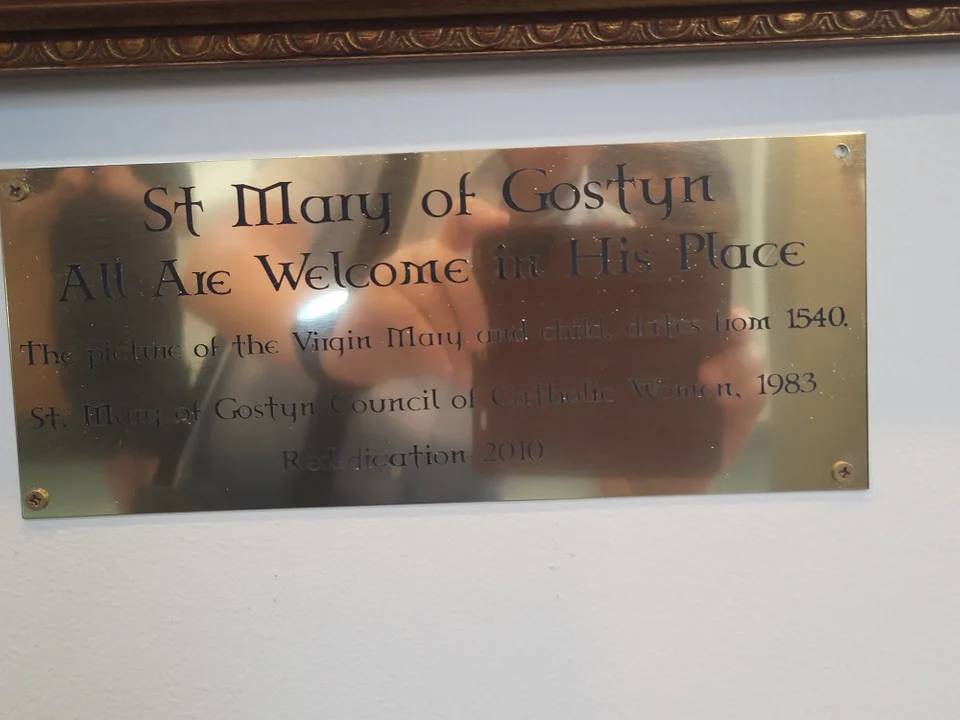 St Mary of Gostyn
All Are Welcome in His Place
The picture of the Virgin Mary and child, dates from 1540.
St. Mary of Gostyn Council of Catholic Women, 1983
Rededication 2010